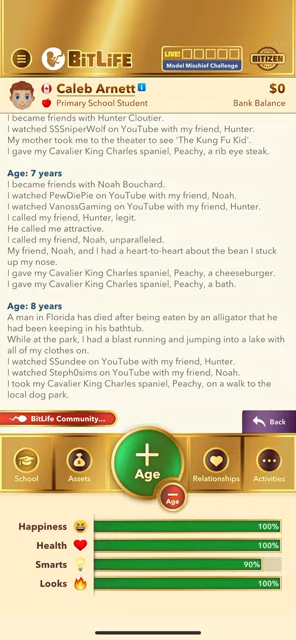 BITLIFE
LIVE!
Model Mischief Challenge
BITIZEN
Caleb Arnett
$0
Primary School Student
Bank Balance
I became friends with Hunter Cloutier.
I watched SSSniperWolf on YouTube with my friend, Hunter.
My mother took me to the theater to see 'The Kung Fu Kid'.
I gave my Cavalier King Charles spaniel, Peachy, a rib eye steak.
Age: 7 years
I became friends with Noah Bouchard.
I watched PewDiePie on YouTube with my friend, Noah.
I watched VanossGaming on YouTube with my friend, Hunter.
I called my friend, Hunter, legit.
He called me attractive.
I called my friend, Noah, unparalleled.
My friend, Noah, and I had a heart-to-heart about the bean I stuck
up my nose.
I gave my Cavalier King Charles spaniel, Peachy, a cheeseburger.
I gave my Cavalier King Charles spaniel, Peachy, a bath.
Age: 8 years
A man in Florida has died after being eaten by an alligator that he
had been keeping in his bathtub.
While at the park, I had a blast running and jumping into a lake with
all of my clothes on.
I watched SSundee on YouTube with my friend, Hunter.
I watched Steph0sims on YouTube with my friend, Noah.
I took my Cavalier King Charles spaniel, Peachy, on a walk to the
local dog park.
BitLife Community...
Back
School
Assets
+
Age
Age
Relationships
Activities
Happiness
100%
Health
100%
Smarts
90%
Looks
100%